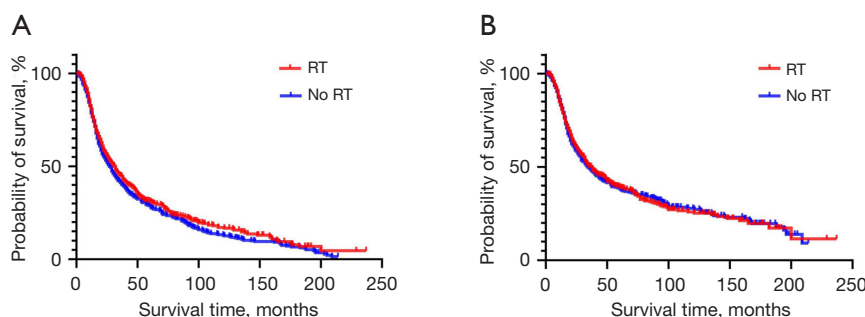 A
Probability of survival, %
100
50
0
0 50 100 150 200 250
Survival time, months
RT
No RT
B
Probability of survival, %
100
50
0
0 50 100 150 200 250
Survival time, months
RT
No RT